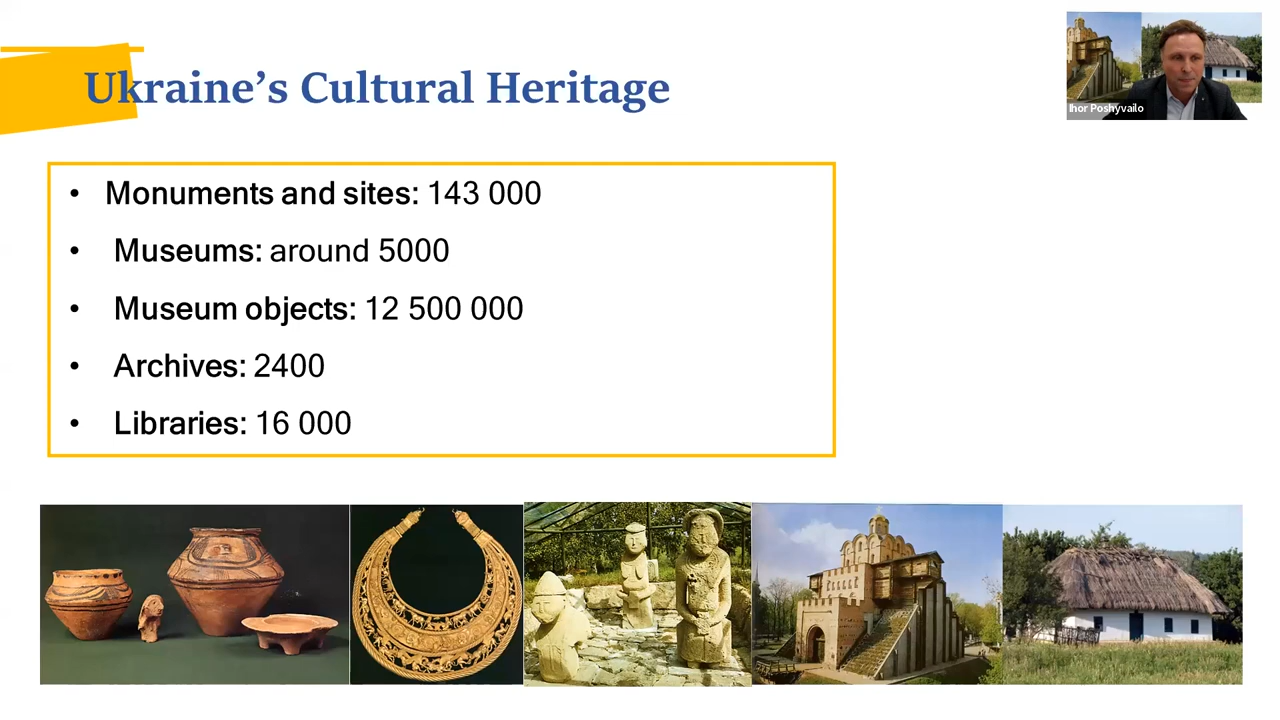 Ukraine’s Cultural Heritage
Ihor Poshyvailo
• Monuments and sites: 143 000
• Museums: around 5000
• Museum objects: 12 500 000
• Archives: 2400
• Libraries: 16 000